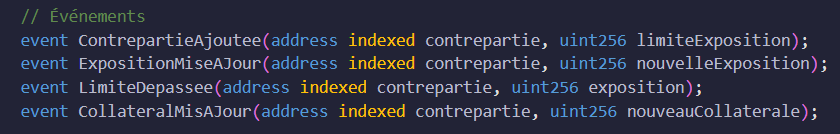 // Événements
event ContrepartieAjoutee(address indexed contrepartie, uint256 limiteExposition);
event ExpositionMiseAJour(address indexed contrepartie, uint256 nouvelleExposition);
event LimiteDepassee(address indexed contrepartie, uint256 exposition);
event CollateralMisAJour(address indexed contrepartie, uint256 nouveauCollaterale);